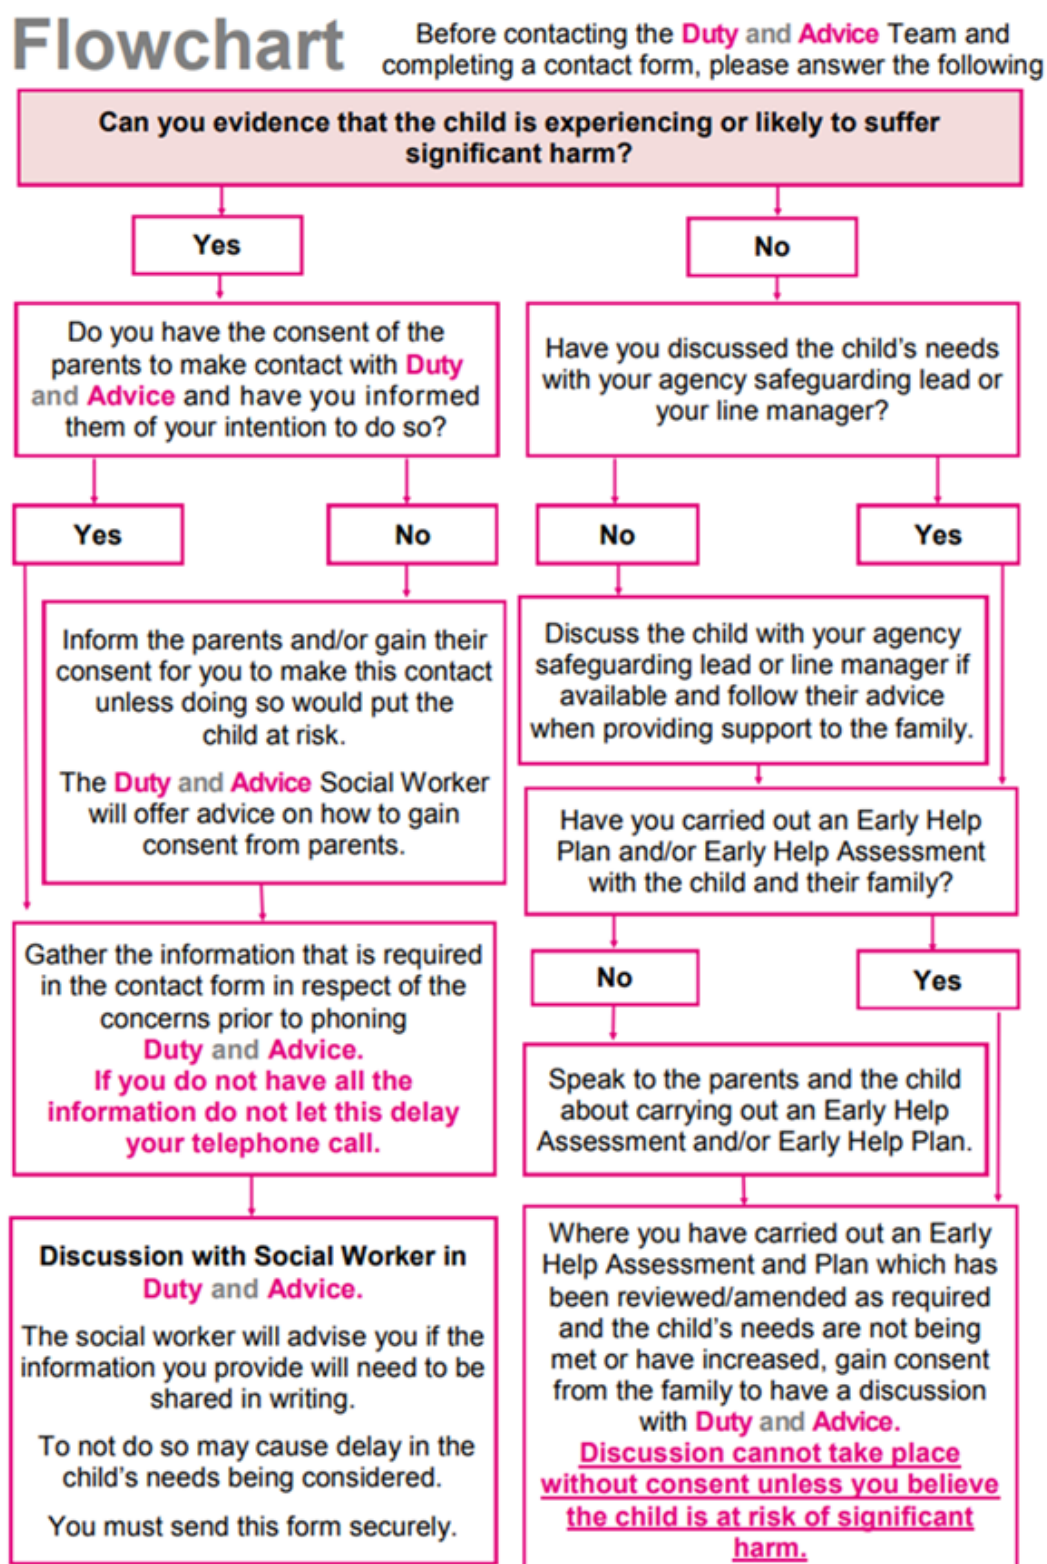 Flowchart
Before contacting the Duty and Advice Team and
completing a contact form, please answer the following
Can you evidence that the child is experiencing or likely to suffer
significant harm?
Yes
No
Do you have the consent of the
parents to make contact with Duty
and Advice and have you informed
them of your intention to do so?
Have you discussed the child's needs
with your agency safeguarding lead or
your line manager?
Yes
No
No
Yes
Inform the parents and/or gain their
consent for you to make this contact
unless doing so would put the
child at risk.
The Duty and Advice Social Worker
will offer advice on how to gain
consent from parents.
Discuss the child with your agency
safeguarding lead or line manager if
available and follow their advice
when providing support to the family.
Have you carried out an Early Help
Plan and/or Early Help Assessment
with the child and their family?
Gather the information that is required
in the contact form in respect of the
concerns prior to phoning
Duty and Advice.
If you do not have all the
information do not let this delay
your telephone call.
No
Yes
Speak to the parents and the child
about carrying out an Early Help
Assessment and/or Early Help Plan.
Discussion with Social Worker in
Duty and Advice.
The social worker will advise you if the
information you provide will need to be
shared in writing.
To not do so may cause delay in the
child's needs being considered.
You must send this form securely.
Where you have carried out an Early
Help Assessment and Plan which has
been reviewed/amended as required
and the child's needs are not being
met or have increased, gain consent
from the family to have a discussion
with Duty and Advice.
Discussion cannot take place
without consent unless you believe
the child is at risk of significant
harm.